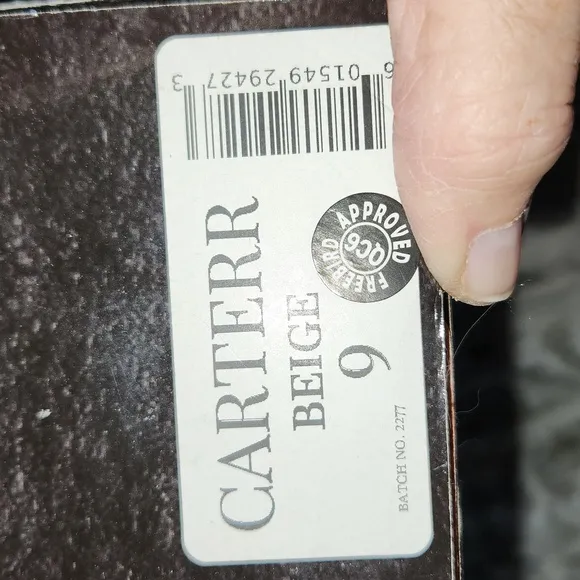 6 01549 29427 3
CARTERR
BEIGE
9
BATCH NO. 2277
FREEBIRD APPROVED
QC6